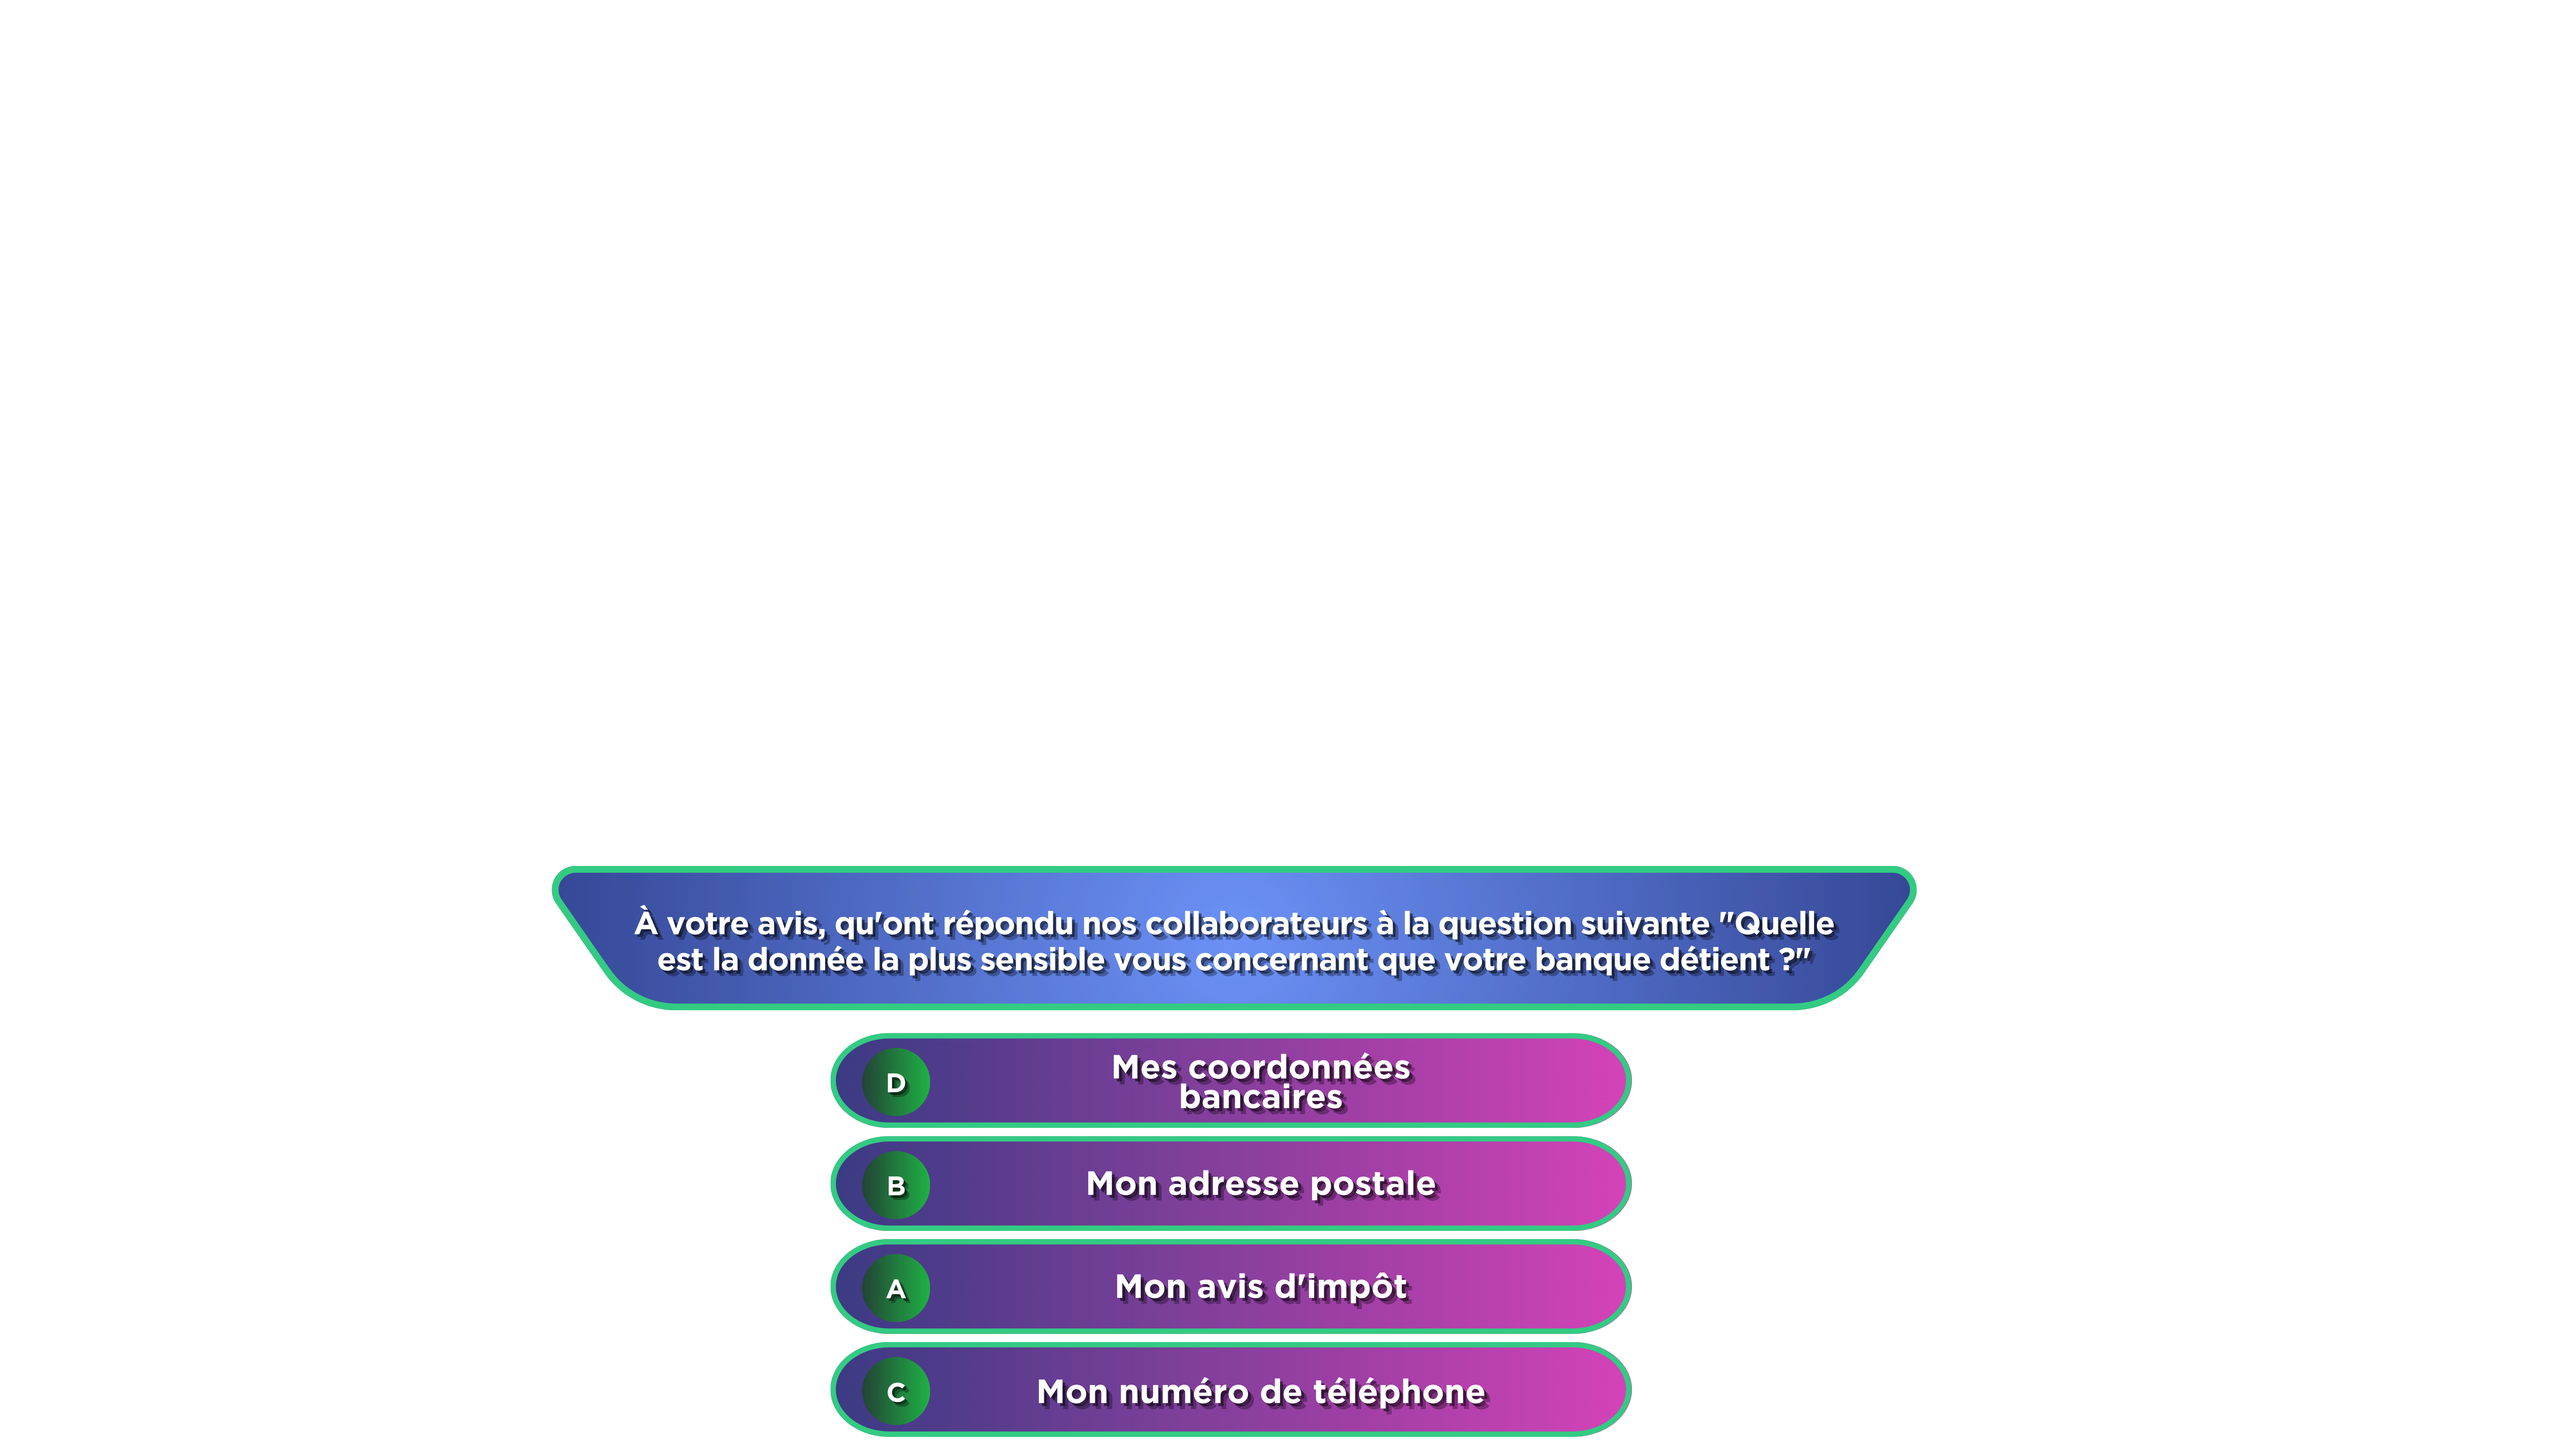 À votre avis, qu'ont répondu nos collaborateurs à la question suivante "Quelle
est la donnée la plus sensible vous concernant que votre banque détient ?"
D
Mes coordonnées
bancaires
B
Mon adresse postale
A
Mon avis d'impôt
C
Mon numéro de téléphone